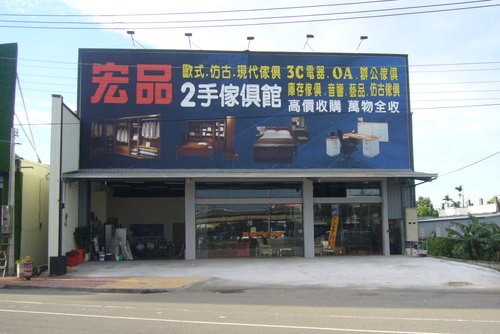 宏品
歐式.仿古.現代傢俱 3C電器.OA.辦公傢俱
2手傢俱館
庫存傢俱.音響.藝品.仿古傢俱
高價收購 萬物全收